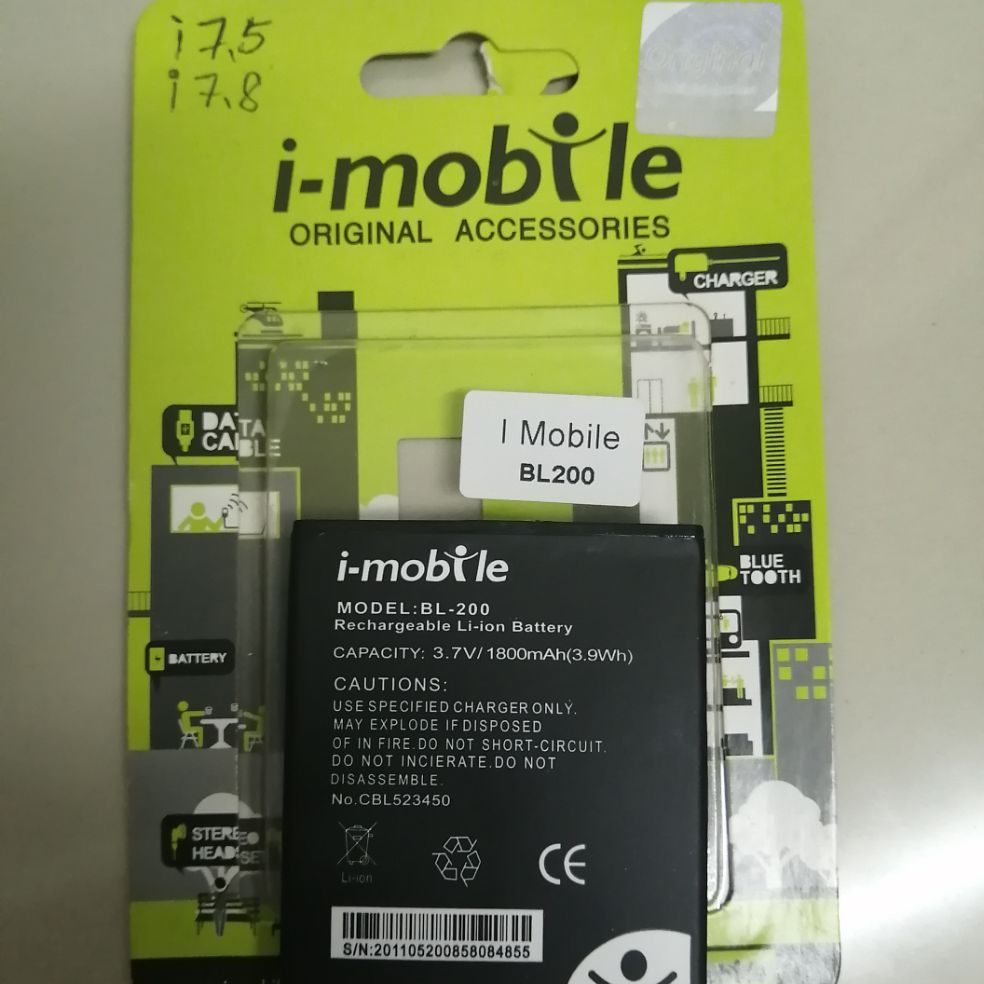 i7.5
i7.8
Original
i-mobile
ORIGINAL ACCESSORIES
CHARGER
DATA
CABLE
I Mobile
BL200
BLUE
TOOTH
BATTERY
STEREO
HEADSET
i-mobile
MODEL:BL-200
Rechargeable Li-ion Battery
CAPACITY: 3.7V/1800mAh(3.9Wh)
CAUTIONS:
USE SPECIFIED CHARGER ONLY.
MAY EXPLODE IF DISPOSED
OF IN FIRE.DO NOT SHORT-CIRCUIT.
DO NOT INCIERATE.DO NOT
DISASSEMBLE.
No.CBL523450
Li-ion
CE
S/N:201105200858084855